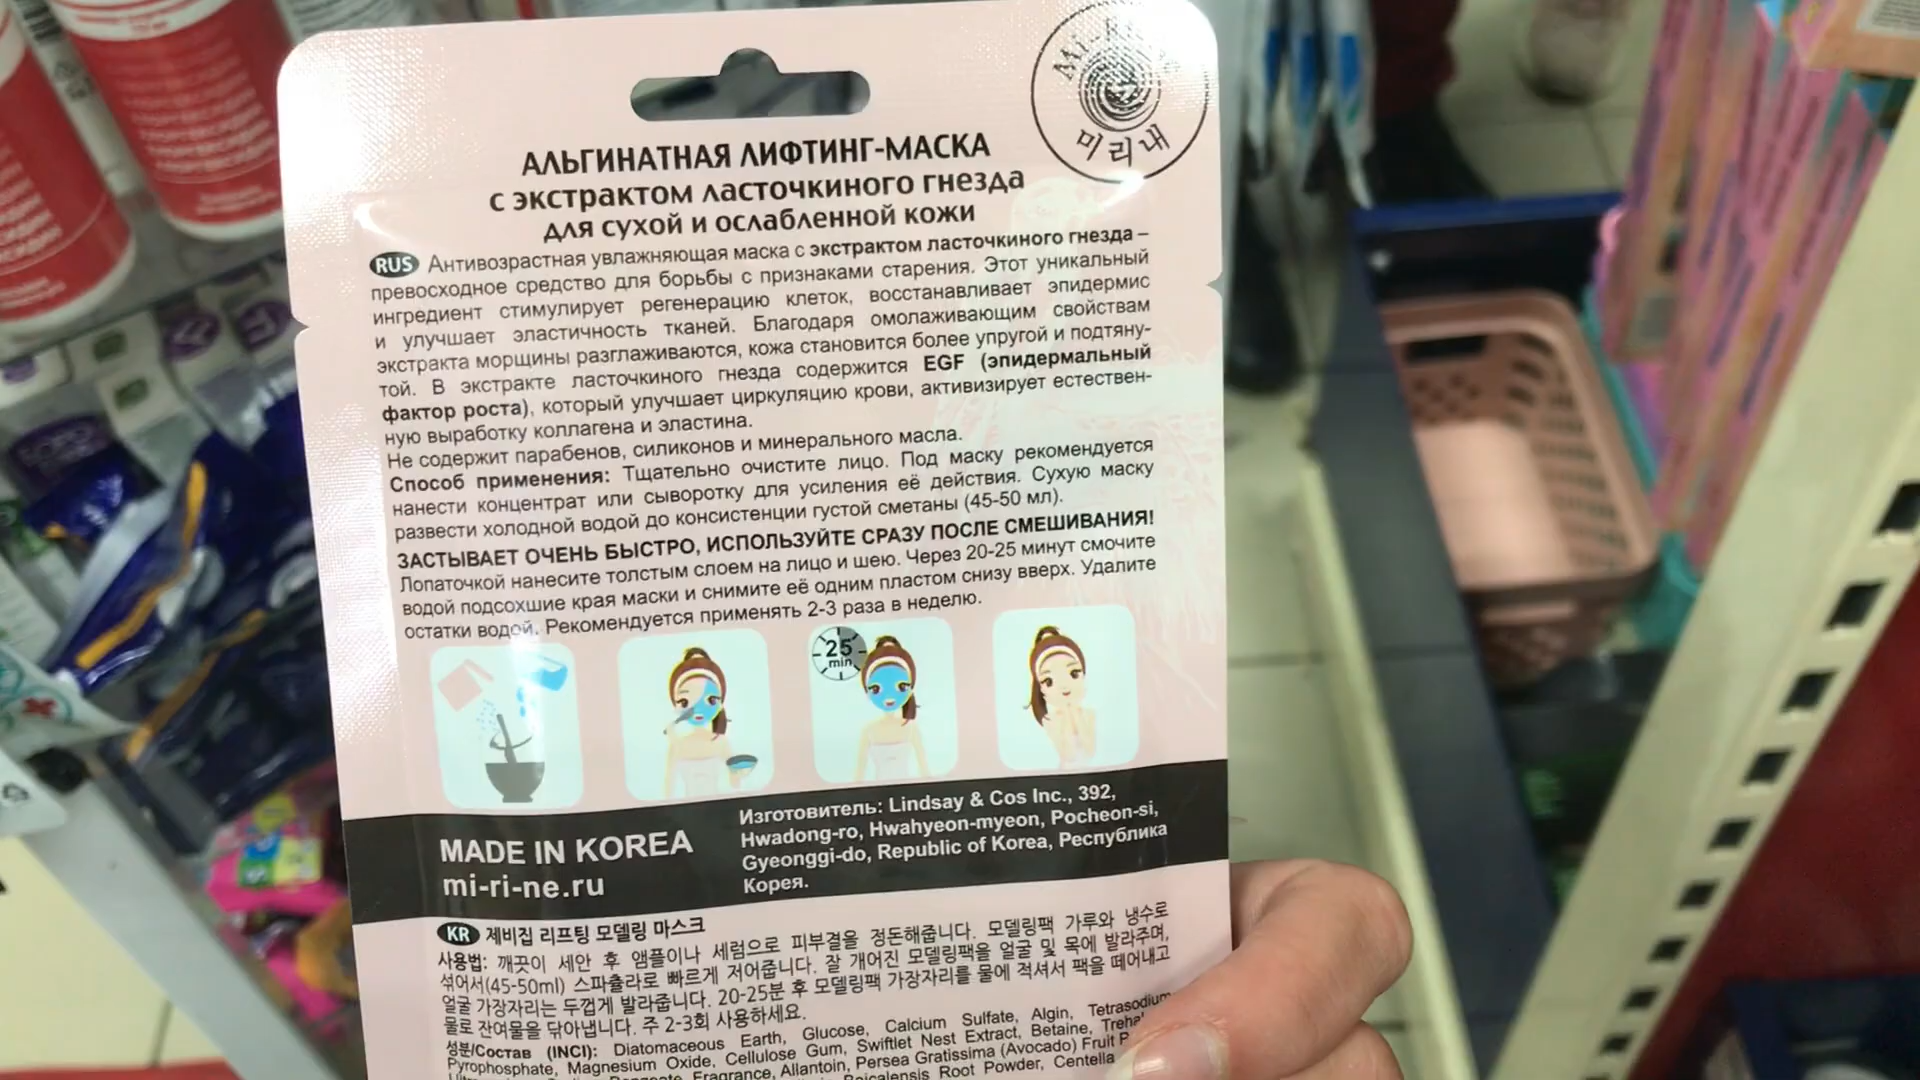 미리내
АЛЬГИНАТНАЯ ЛИФТИНГ-МАСКА
с экстрактом ласточкиного гнезда
для сухой и ослабленной кожи
RUS Антивозрастная увлажняющая маска с экстрактом ласточкиного гнезда –
превосходное средство для борьбы с признаками старения. Этот уникальный
ингредиент стимулирует регенерацию клеток, восстанавливает эпидермис
и улучшает эластичность тканей. Благодаря омолаживающим свойствам
экстракта морщины разглаживаются, кожа становится более упругой и подтяну-
той. В экстракте ласточкиного гнезда содержится EGF (эпидермальный
фактор роста), который улучшает циркуляцию крови, активизирует естествен-
ную выработку коллагена и эластина.
Не содержит парабенов, силиконов и минерального масла.
Способ применения: Тщательно очистите лицо. Под маску рекомендуется
нанести концентрат или сыворотку для усиления её действия. Сухую маску
развести холодной водой до консистенции густой сметаны (45-50 мл).
ЗАСТЫВАЕТ ОЧЕНЬ БЫСТРО, ИСПОЛЬЗУЙТЕ СРАЗУ ПОСЛЕ СМЕШИВАНИЯ!
Лопаточкой нанесите толстым слоем на лицо и шею. Через 20-25 минут смочите
водой подсохшие края маски и снимите её одним пластом снизу вверх. Удалите
остатки водой. Рекомендуется применять 2-3 раза в неделю.
25
min
MADE IN KOREA
mi-ri-ne.ru
Изготовитель: Lindsay & Cos Inc., 392,
Hwadong-ro, Hwahyeon-myeon, Pocheon-si,
Gyeonggi-do, Republic of Korea, Республика
Корея.
KR 제비집 리프팅 모델링 마스크
사용법: 깨끗이 세안 후 앰플이나 세럼으로 피부결을 정돈해줍니다. 모델링팩 가루와 냉수로
섞어서(45-50ml) 스파츌라로 빠르게 저어줍니다. 잘 개어진 모델링팩을 얼굴 및 목에 발라주며,
얼굴 가장자리는 두껍게 발라줍니다. 20-25분 후 모델링팩 가장자리를 물에 적셔서 팩을 떼어내고
물로 잔여물을 닦아냅니다. 주 2-3회 사용하세요.
성분/Состав (INCI): Diatomaceous Earth, Glucose, Calcium Sulfate, Algin, Tetrasodium
Pyrophosphate, Magnesium Oxide, Cellulose Gum, Swiftlet Nest Extract, Betaine,
Fragrance, Allantoin, Persea Gratissima (Avocado) Fruit
Root Powder, Centella